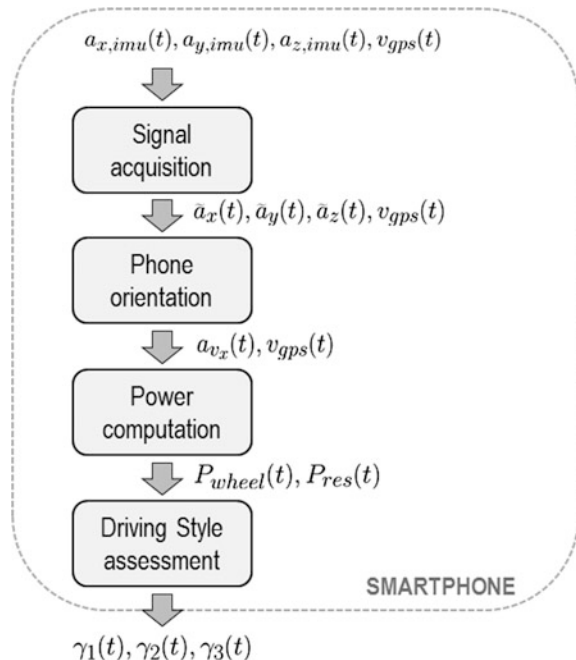 a_{x,imu}(t), a_{y,imu}(t), a_{z,imu}(t), v_{gps}(t)
Signal
acquisition
ã_x(t), ã_y(t), ã_z(t), v_{gps}(t)
Phone
orientation
a_{v_x}(t), v_{gps}(t)
Power
computation
P_{wheel}(t), P_{res}(t)
Driving Style
assessment
SMARTPHONE
γ_1(t), γ_2(t), γ_3(t)